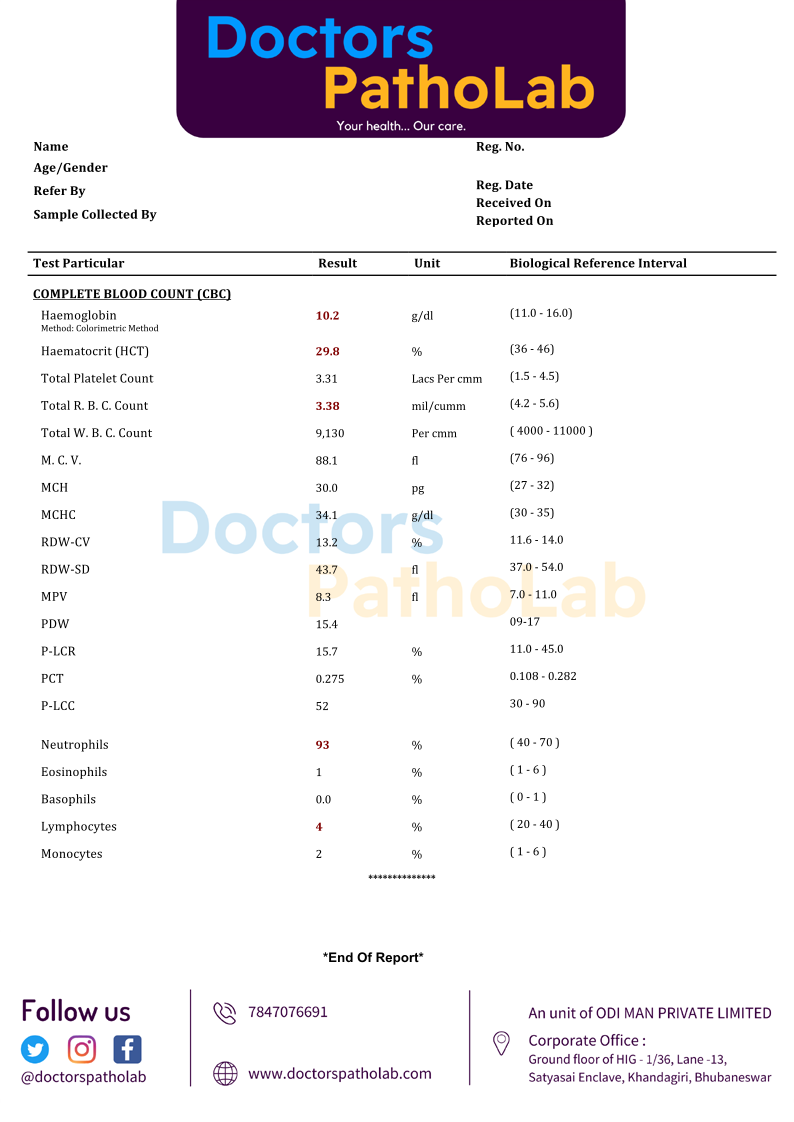 Doctors
PathoLab
Your health... Our care.
Name
Reg. No.
Age/Gender
Refer By
Reg. Date
Received On
Sample Collected By
Reported On
Test Particular Result Unit Biological Reference Interval
COMPLETE BLOOD COUNT (CBC)
Haemoglobin 10.2 g/dl (11.0 - 16.0)
Method: Colorimetric Method
Haematocrit (HCT) 29.8 % (36 - 46)
Total Platelet Count 3.31 Lacs Per cmm (1.5 - 4.5)
Total R. B. C. Count 3.38 mil/cumm (4.2 - 5.6)
Total W. B. C. Count 9,130 Per cmm ( 4000 - 11000 )
M. C. V. 88.1 fl (76 - 96)
MCH 30.0 pg (27 - 32)
MCHC 34.1 g/dl (30 - 35)
Doctors
RDW-CV 13.2 % 11.6 - 14.0
RDW-SD 43.7 fl 37.0 - 54.0
PathoLab
MPV 8.3 fl 7.0 - 11.0
PDW 15.4 09-17
P-LCR 15.7 % 11.0 - 45.0
PCT 0.275 % 0.108 - 0.282
P-LCC 52 30 - 90
Neutrophils 93 % ( 40 - 70 )
Eosinophils 1 % ( 1 - 6 )
Basophils 0.0 % ( 0 - 1 )
Lymphocytes 4 % ( 20 - 40 )
Monocytes 2 % ( 1 - 6 )
**************
*End Of Report*
Follow us
@doctorspatholab
7847076691
www.doctorspatholab.com
An unit of ODI MAN PRIVATE LIMITED
Corporate Office :
Ground floor of HIG - 1/36, Lane -13,
Satyasai Enclave, Khandagiri, Bhubaneswar